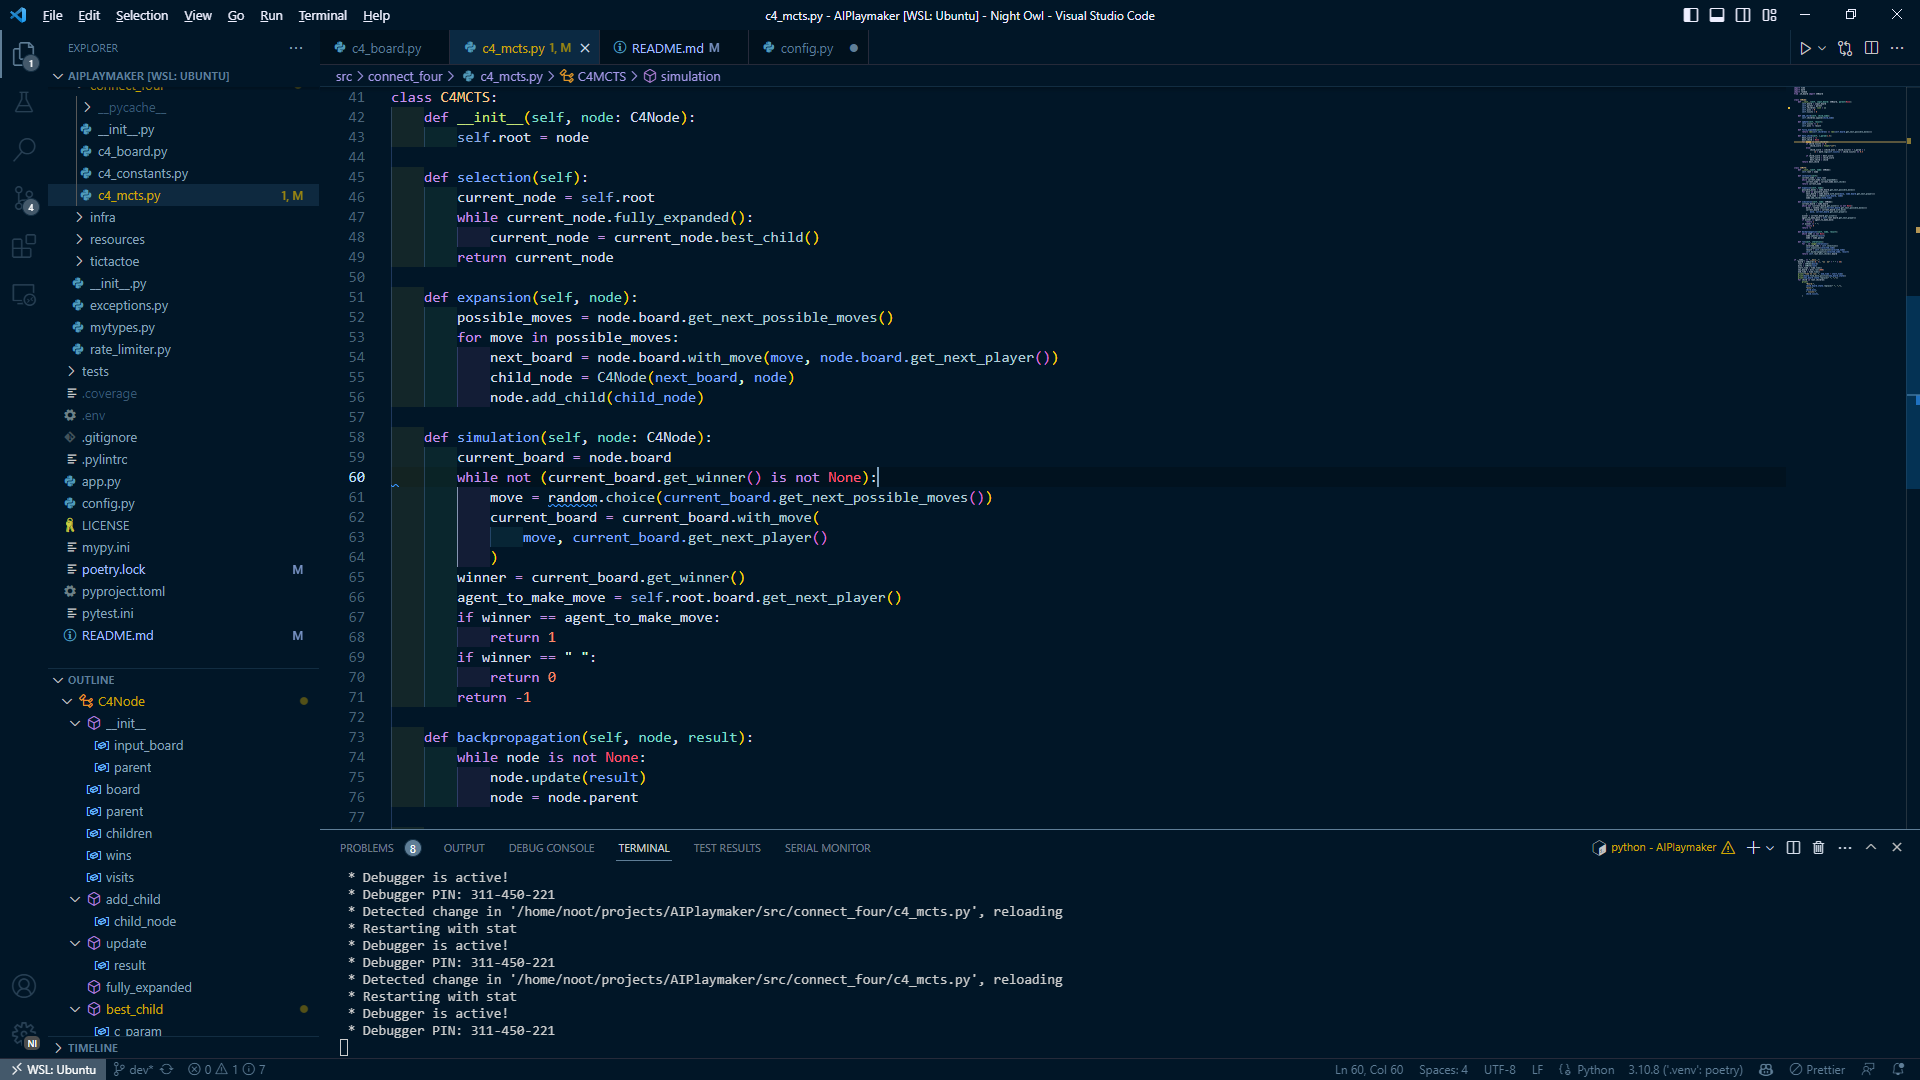 File Edit Selection View Go Run Terminal Help
c4_mcts.py - AIPlaymaker [WSL: Ubuntu] - Night Owl - Visual Studio Code
1
4
NI
EXPLORER
AIPLAYMAKER [WSL: UBUNTU]
connect_four
__pycache__
__init__.py
c4_board.py
c4_constants.py
c4_mcts.py 1, M
infra
resources
tictactoe
__init__.py
exceptions.py
mytypes.py
rate_limiter.py
tests
.coverage
.env
.gitignore
.pylintrc
app.py
config.py
LICENSE
mypy.ini
poetry.lock M
pyproject.toml
pytest.ini
README.md M
OUTLINE
C4Node
__init__
input_board
parent
board
parent
children
wins
visits
add_child
child_node
update
result
fully_expanded
best_child
c_param
TIMELINE
c4_board.py
c4_mcts.py 1, M
README.md M
config.py
src > connect_four > c4_mcts.py > C4MCTS > simulation
41 class C4MCTS:
42 def __init__(self, node: C4Node):
43 self.root = node
44
45 def selection(self):
46 current_node = self.root
47 while current_node.fully_expanded():
48 current_node = current_node.best_child()
49 return current_node
50
51 def expansion(self, node):
52 possible_moves = node.board.get_next_possible_moves()
53 for move in possible_moves:
54 next_board = node.board.with_move(move, node.board.get_next_player())
55 child_node = C4Node(next_board, node)
56 node.add_child(child_node)
57
58 def simulation(self, node: C4Node):
59 current_board = node.board
60 while not (current_board.get_winner() is not None):
61 move = random.choice(current_board.get_next_possible_moves())
62 current_board = current_board.with_move(
63 move, current_board.get_next_player()
64 )
65 winner = current_board.get_winner()
66 agent_to_make_move = self.root.board.get_next_player()
67 if winner == agent_to_make_move:
68 return 1
69 if winner == " ":
70 return 0
71 return -1
72
73 def backpropagation(self, node, result):
74 while node is not None:
75 node.update(result)
76 node = node.parent
77
PROBLEMS 8 OUTPUT DEBUG CONSOLE TERMINAL TEST RESULTS SERIAL MONITOR
python - AIPlaymaker
* Debugger is active!
* Debugger PIN: 311-450-221
* Detected change in '/home/noot/projects/AIPlaymaker/src/connect_four/c4_mcts.py', reloading
* Restarting with stat
* Debugger is active!
* Debugger PIN: 311-450-221
* Detected change in '/home/noot/projects/AIPlaymaker/src/connect_four/c4_mcts.py', reloading
* Restarting with stat
* Debugger is active!
* Debugger PIN: 311-450-221
WSL: Ubuntu dev* 0 1 7
Ln 60, Col 60 Spaces: 4 UTF-8 LF Python 3.10.8 ('.venv': poetry) Prettier